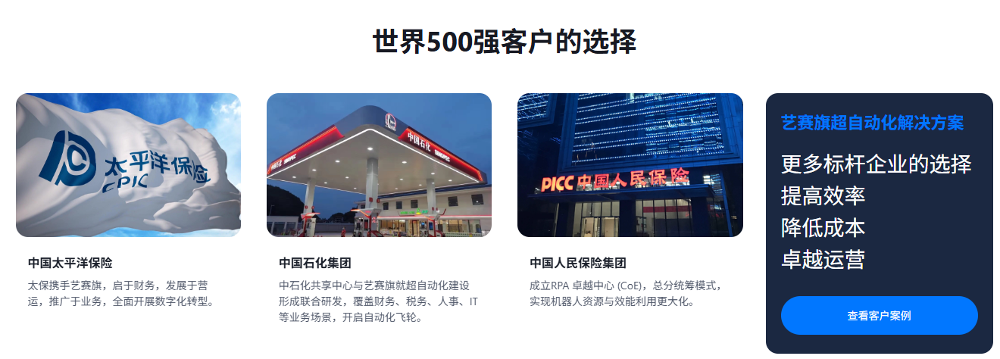 世界500强客户的选择
太平洋保险
CPIC
中国石化 SINOPEC
中国石化 SINOPEC
PICC中国人民保险
中国太平洋保险
太保携手艺赛旗，启于财务，发展于营
运，推广于业务，全面开展数字化转型。
中国石化集团
中石化共享中心与艺赛旗就超自动化建设
形成联合研发，覆盖财务、税务、人事、IT
等业务场景，开启自动化飞轮。
中国人民保险集团
成立RPA 卓越中心 (CoE)，总分统筹模式，
实现机器人资源与效能利用更大化。
艺赛旗超自动化解决方案
更多标杆企业的选择
提高效率
降低成本
卓越运营
查看客户案例